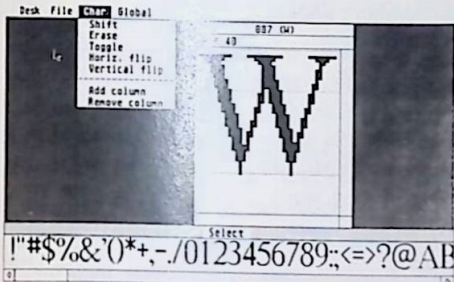 Desk File Char. Global
Shift
Erase
Toggle
Horiz. flip
Vertical flip
Add column
Remove column
087 (W)
40
W
Select
!"#$%&'()*+,-./0123456789:;<=>?@AB